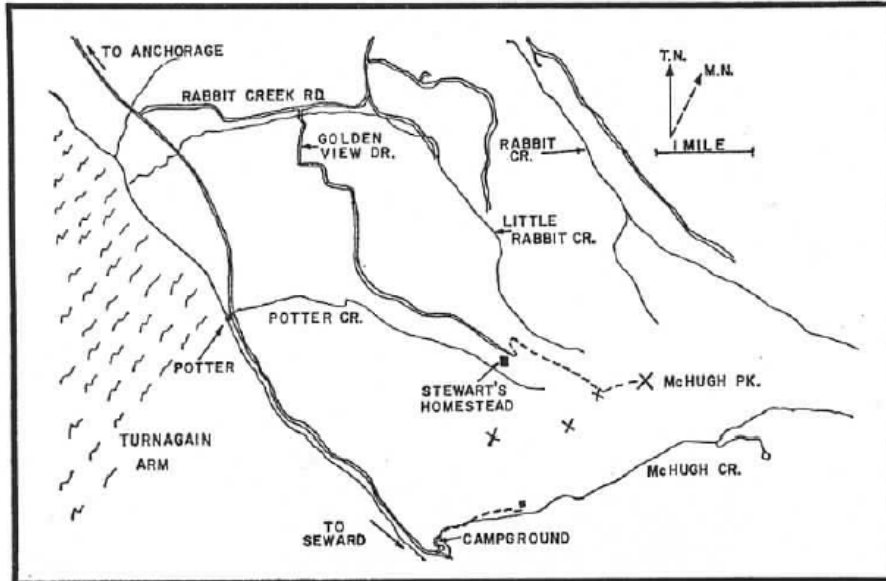 TO ANCHORAGE
RABBIT CREEK RD.
GOLDEN
VIEW DR.
RABBIT
CR.
T.N.
M.N.
1 MILE
LITTLE
RABBIT CR.
POTTER CR.
POTTER
STEWART'S
HOMESTEAD
McHUGH PK.
TURNAGAIN
ARM
McHUGH CR.
TO
SEWARD
CAMPGROUND